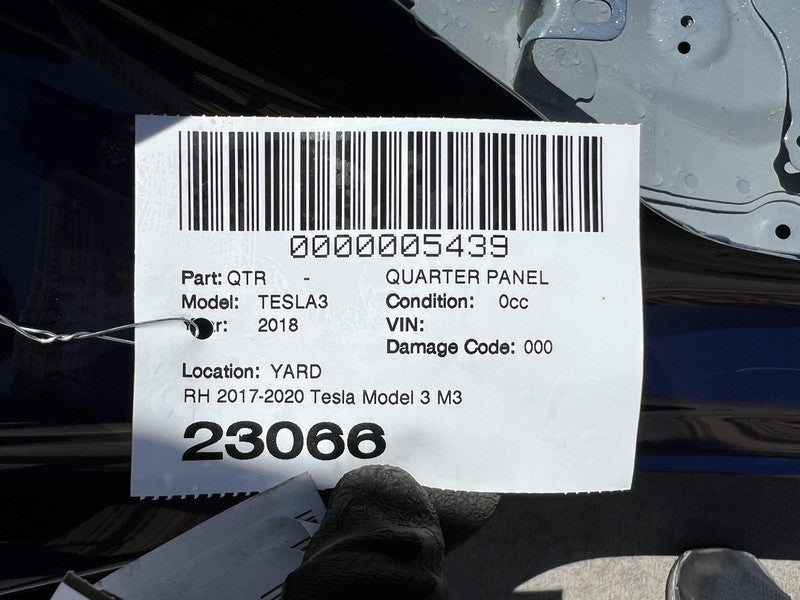 0000005439
Part: QTR - QUARTER PANEL
Model: TESLA3 Condition: 0cc
2018 VIN:
Damage Code: 000
Location: YARD
RH 2017-2020 Tesla Model 3 M3
23066